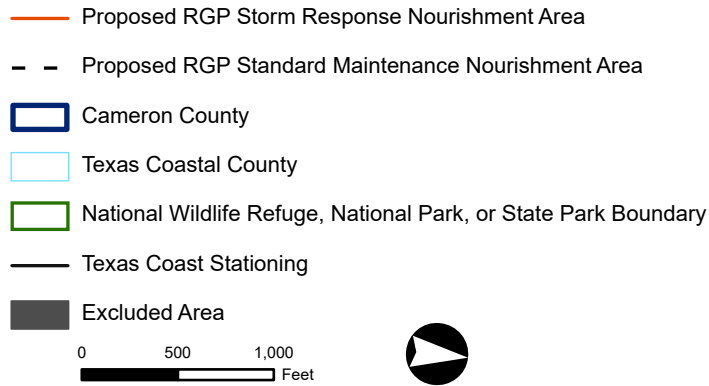 Proposed RGP Storm Response Nourishment Area
Proposed RGP Standard Maintenance Nourishment Area
Cameron County
Texas Coastal County
National Wildlife Refuge, National Park, or State Park Boundary
Texas Coast Stationing
Excluded Area
0 500 1,000
Feet